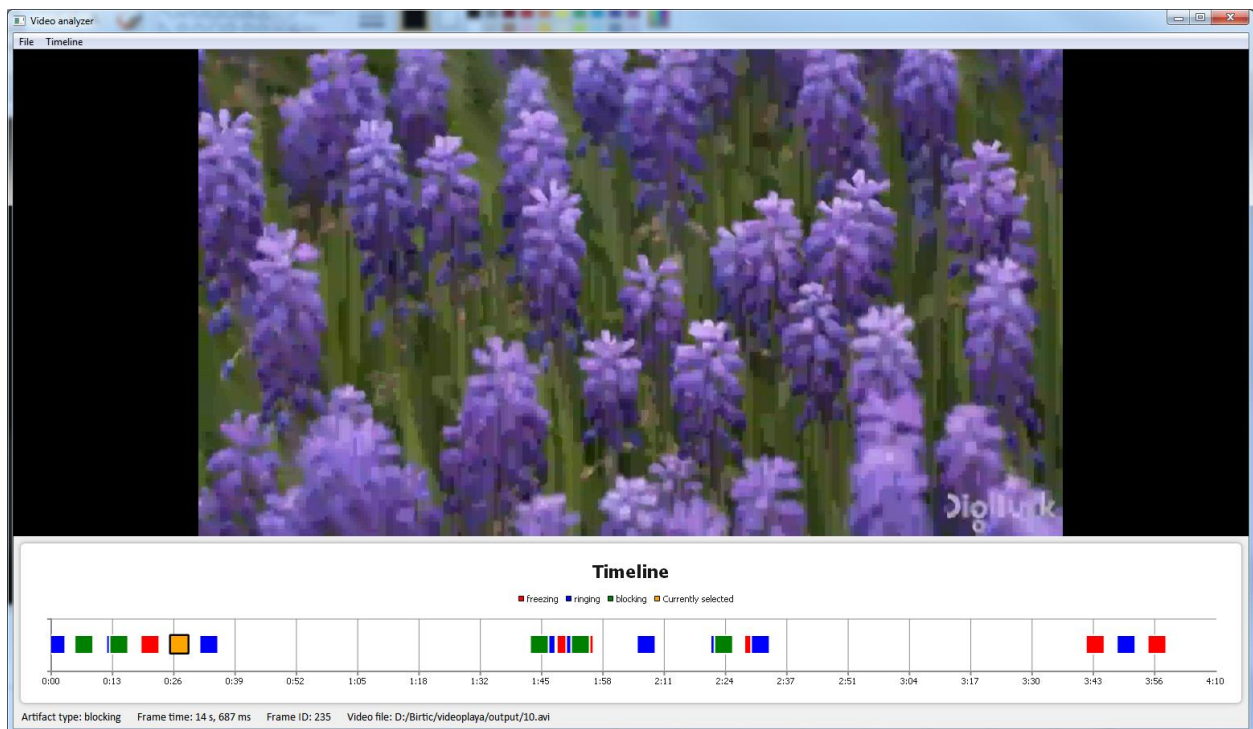 Video analyzer
File Timeline
Timeline
freezing ringing blocking Currently selected
0:00 0:13 0:26 0:39 0:52 1:05 1:18 1:32 1:45 1:58 2:11 2:24 2:37 2:51 3:04 3:17 3:30 3:43 3:56 4:10
Artifact type: blocking Frame time: 14 s, 687 ms Frame ID: 235 Video file: D:/Birtic/videoplaya/output/10.avi